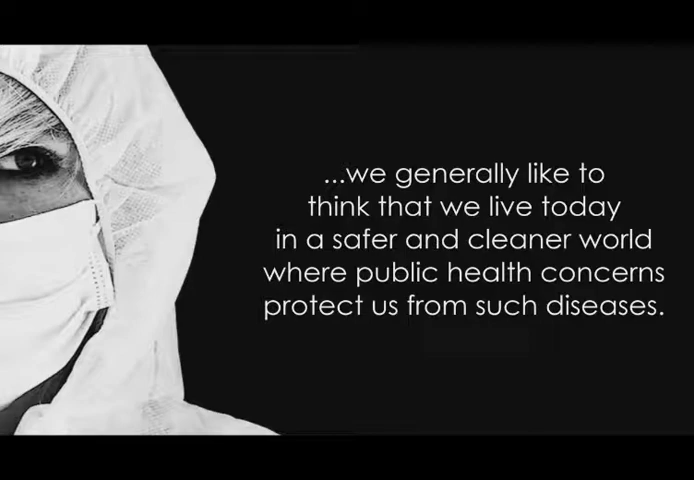 ...we generally like to
think that we live today
in a safer and cleaner world
where public health concerns
protect us from such diseases.